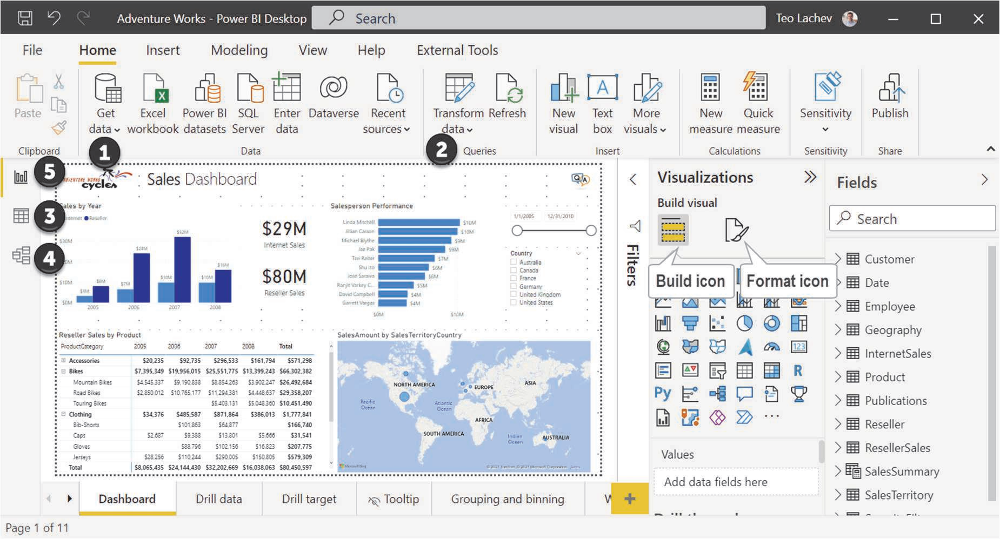 Adventure Works - Power BI Desktop
Search
Teo Lachev
File Home Insert Modeling View Help External Tools
Paste
Get data
Excel workbook
Power BI datasets
SQL Server
Enter data
Dataverse
Recent sources
Transform data
Refresh
New visual
Text box
More visuals
New measure
Quick measure
Sensitivity
Publish
Clipboard
Data
Queries
Insert
Calculations
Sensitivity
Share
1
2
5
3
4
ADVENTURE WORKS
cycles
Sales Dashboard
Q A
Sales by Year
Internet Reseller
$30M
$10M
$0M
$3M
$8M
$7M
$24M
$10M
$32M
$10M
$16M
2005 2006 2007 2008
$29M
Internet Sales
$80M
Reseller Sales
Salesperson Performance
Linda Mitchell $10M
Jillian Carson $10M
Michael Blythe $9M
Jae Pak $9M
Tsvi Reiter $7M
Shu Ito $6M
José Saraiva $6M
Ranjit Varkey C... $5M
David Campbell $4M
Garrett Vargas $4M
$0M $10M
1/1/2005 12/31/2010
Country
Australia
Canada
France
Germany
United Kingdom
United States
Reseller Sales by Product
ProductCategory 2005 2006 2007 2008 Total
Accessories $20,235 $92,735 $296,533 $161,794 $571,298
Bikes $7,395,349 $19,956,015 $25,551,775 $13,399,243 $66,302,382
Mountain Bikes $4,545,337 $9,190,838 $8,854,263 $3,902,247 $26,492,684
Road Bikes $2,850,012 $10,765,177 $11,294,381 $4,448,637 $29,358,207
Touring Bikes $5,403,131 $5,048,360 $10,451,490
Clothing $34,376 $485,587 $871,864 $386,013 $1,777,841
Bib-Shorts $101,863 $64,877 $166,740
Caps $2,687 $9,388 $13,801 $5,666 $31,541
Gloves $88,796 $102,156 $16,823 $207,775
Jerseys $28,256 $110,244 $290,005 $150,805 $579,309
Total $8,065,435 $24,144,430 $32,202,669 $16,038,063 $80,450,597
SalesAmount by SalesTerritoryCountry
NORTH AMERICA
EUROPE
ASIA
Pacific Ocean
Atlantic Ocean
AFRICA
SOUTH AMERICA
Indian Ocean
AUSTRALIA
Microsoft Bing
© 2021 TomTom, © 2021 Microsoft Corporation Terms
Filters
Visualizations
Build visual
Build icon
Format icon
123
R
Py
...
Values
Add data fields here
Fields
Search
Customer
Date
Employee
Geography
InternetSales
Product
Publications
Reseller
ResellerSales
SalesSummary
SalesTerritory
Dashboard Drill data Drill target Tooltip Grouping and binning
Page 1 of 11